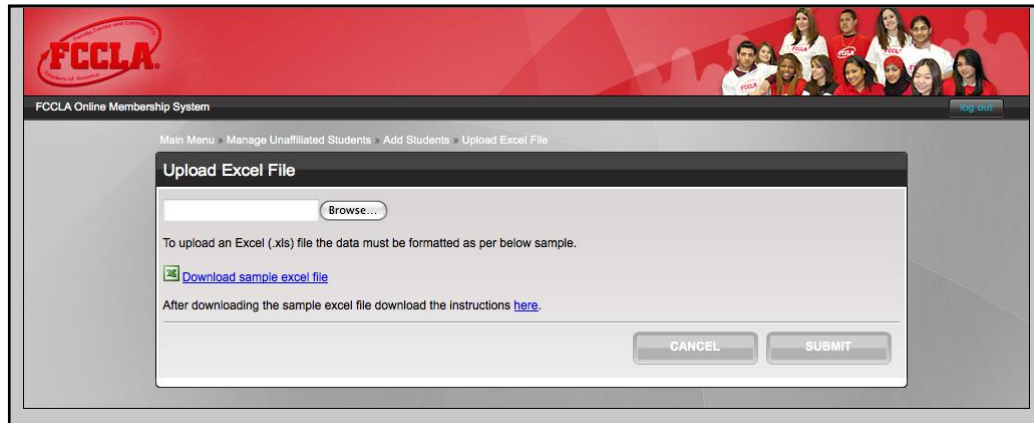 Family, Career and Community
FCCLA.
Leaders of America
FCCLA Online Membership System
log out
Main Menu » Manage Unaffiliated Students » Add Students » Upload Excel File
Upload Excel File
Browse...
To upload an Excel (.xls) file the data must be formatted as per below sample.
Download sample excel file
After downloading the sample excel file download the instructions here.
CANCEL
SUBMIT